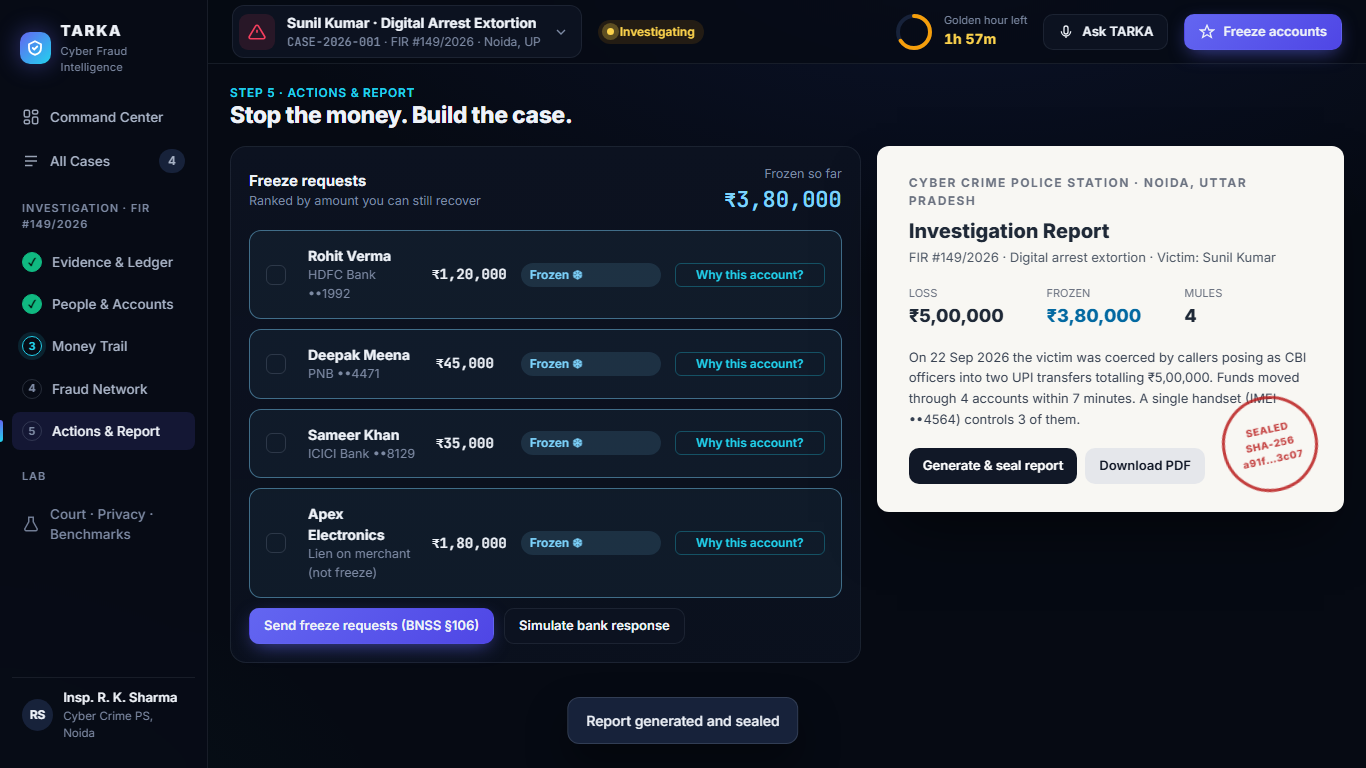 TARKA
Cyber Fraud
Intelligence
Command Center
All Cases 4
INVESTIGATION · FIR
#149/2026
✓ Evidence & Ledger
✓ People & Accounts
3 Money Trail
4 Fraud Network
5 Actions & Report
LAB
Court · Privacy ·
Benchmarks
RS
Insp. R. K. Sharma
Cyber Crime PS,
Noida
Sunil Kumar · Digital Arrest Extortion
CASE-2026-001 · FIR #149/2026 · Noida, UP
Investigating
Golden hour left
1h 57m
Ask TARKA
Freeze accounts
STEP 5 · ACTIONS & REPORT
Stop the money. Build the case.
Freeze requests
Ranked by amount you can still recover
Frozen so far
₹3,80,000
Rohit Verma
HDFC Bank
••1992
₹1,20,000
Frozen ❄
Why this account?
Deepak Meena
PNB ••4471
₹45,000
Frozen ❄
Why this account?
Sameer Khan
ICICI Bank ••8129
₹35,000
Frozen ❄
Why this account?
Apex
Electronics
Lien on merchant
(not freeze)
₹1,80,000
Frozen ❄
Why this account?
Send freeze requests (BNSS §106)
Simulate bank response
CYBER CRIME POLICE STATION · NOIDA, UTTAR
PRADESH
Investigation Report
FIR #149/2026 · Digital arrest extortion · Victim: Sunil Kumar
LOSS
₹5,00,000
FROZEN
₹3,80,000
MULES
4
On 22 Sep 2026 the victim was coerced by callers posing as CBI
officers into two UPI transfers totalling ₹5,00,000. Funds moved
through 4 accounts within 7 minutes. A single handset (IMEI
••4564) controls 3 of them.
SEALED
SHA-256
a91f…3c07
Generate & seal report
Download PDF
Report generated and sealed